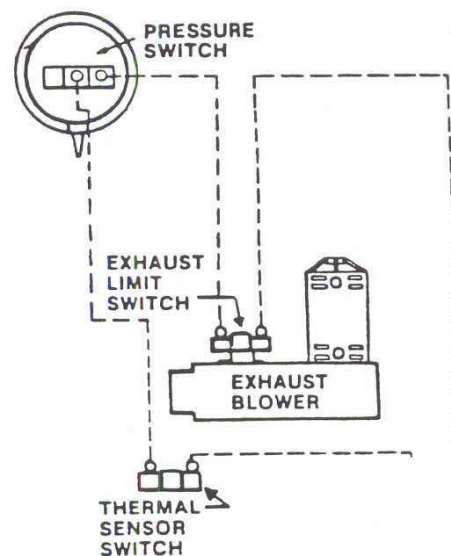 PRESSURE
SWITCH
EXHAUST
LIMIT
SWITCH
EXHAUST
BLOWER
THERMAL
SENSOR
SWITCH